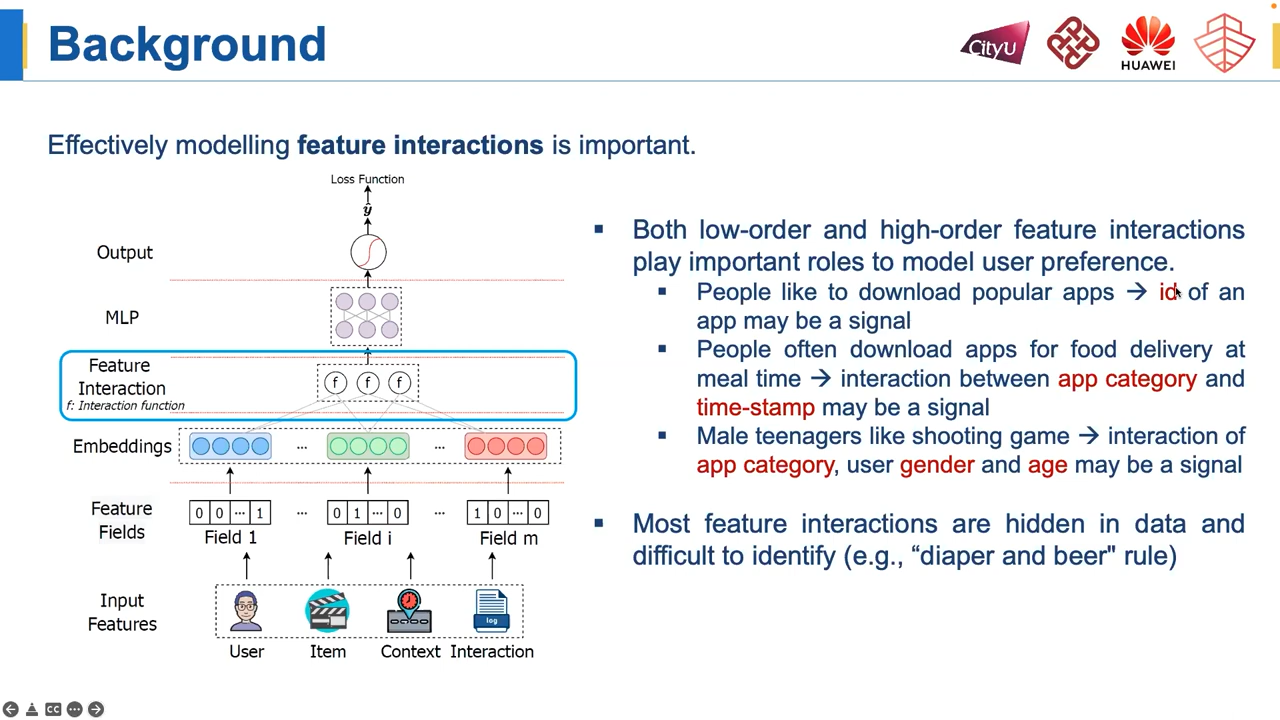 Background
CityU
HUAWEI
Effectively modelling feature interactions is important.
Loss Function
ŷ
Output
MLP
Feature
Interaction
f: Interaction function
f f f
Embeddings
... ...
Feature
Fields
0 0 ... 1 ... 0 1 ... 0 ... 1 0 ... 0
Field 1 Field i Field m
Input
Features
log
User Item Context Interaction
▪ Both low-order and high-order feature interactions
play important roles to model user preference.
▪ People like to download popular apps → id of an
app may be a signal
▪ People often download apps for food delivery at
meal time → interaction between app category and
time-stamp may be a signal
▪ Male teenagers like shooting game → interaction of
app category, user gender and age may be a signal
▪ Most feature interactions are hidden in data and
difficult to identify (e.g., “diaper and beer" rule)
CC